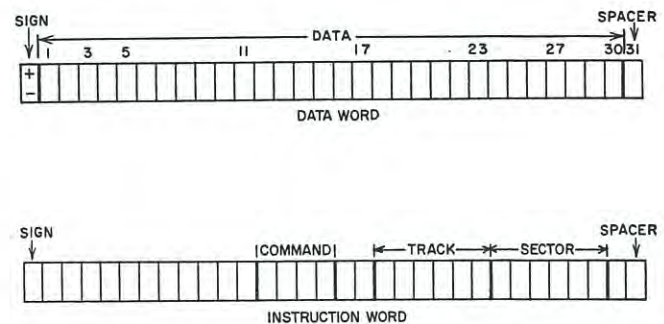 SIGN SPACER
DATA
1 3 5 11 17 23 27 30 31
+
-
DATA WORD
SIGN SPACER
COMMAND TRACK SECTOR
INSTRUCTION WORD